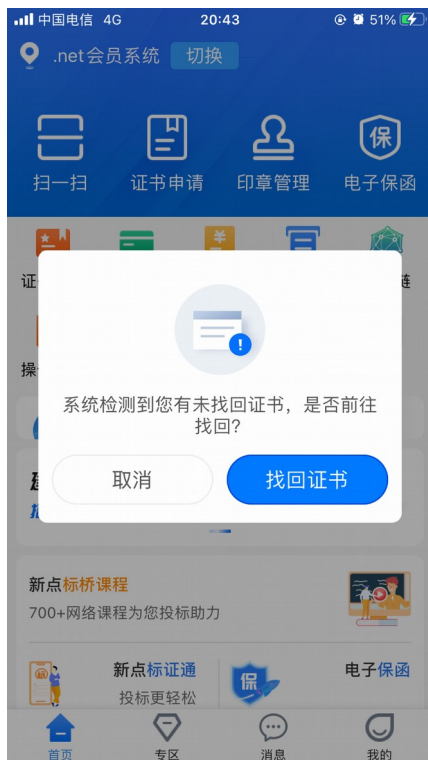 中国电信 4G 20:43 51%
.net会员系统 切换
扫一扫 证书申请 印章管理 电子保函
保
证 链
操
系统检测到您有未找回证书，是否前往
找回?
取消 找回证书
新点标桥课程
700+网络课程为您投标助力
新点标证通 保 电子保函
投标更轻松
首页 专区 消息 我的